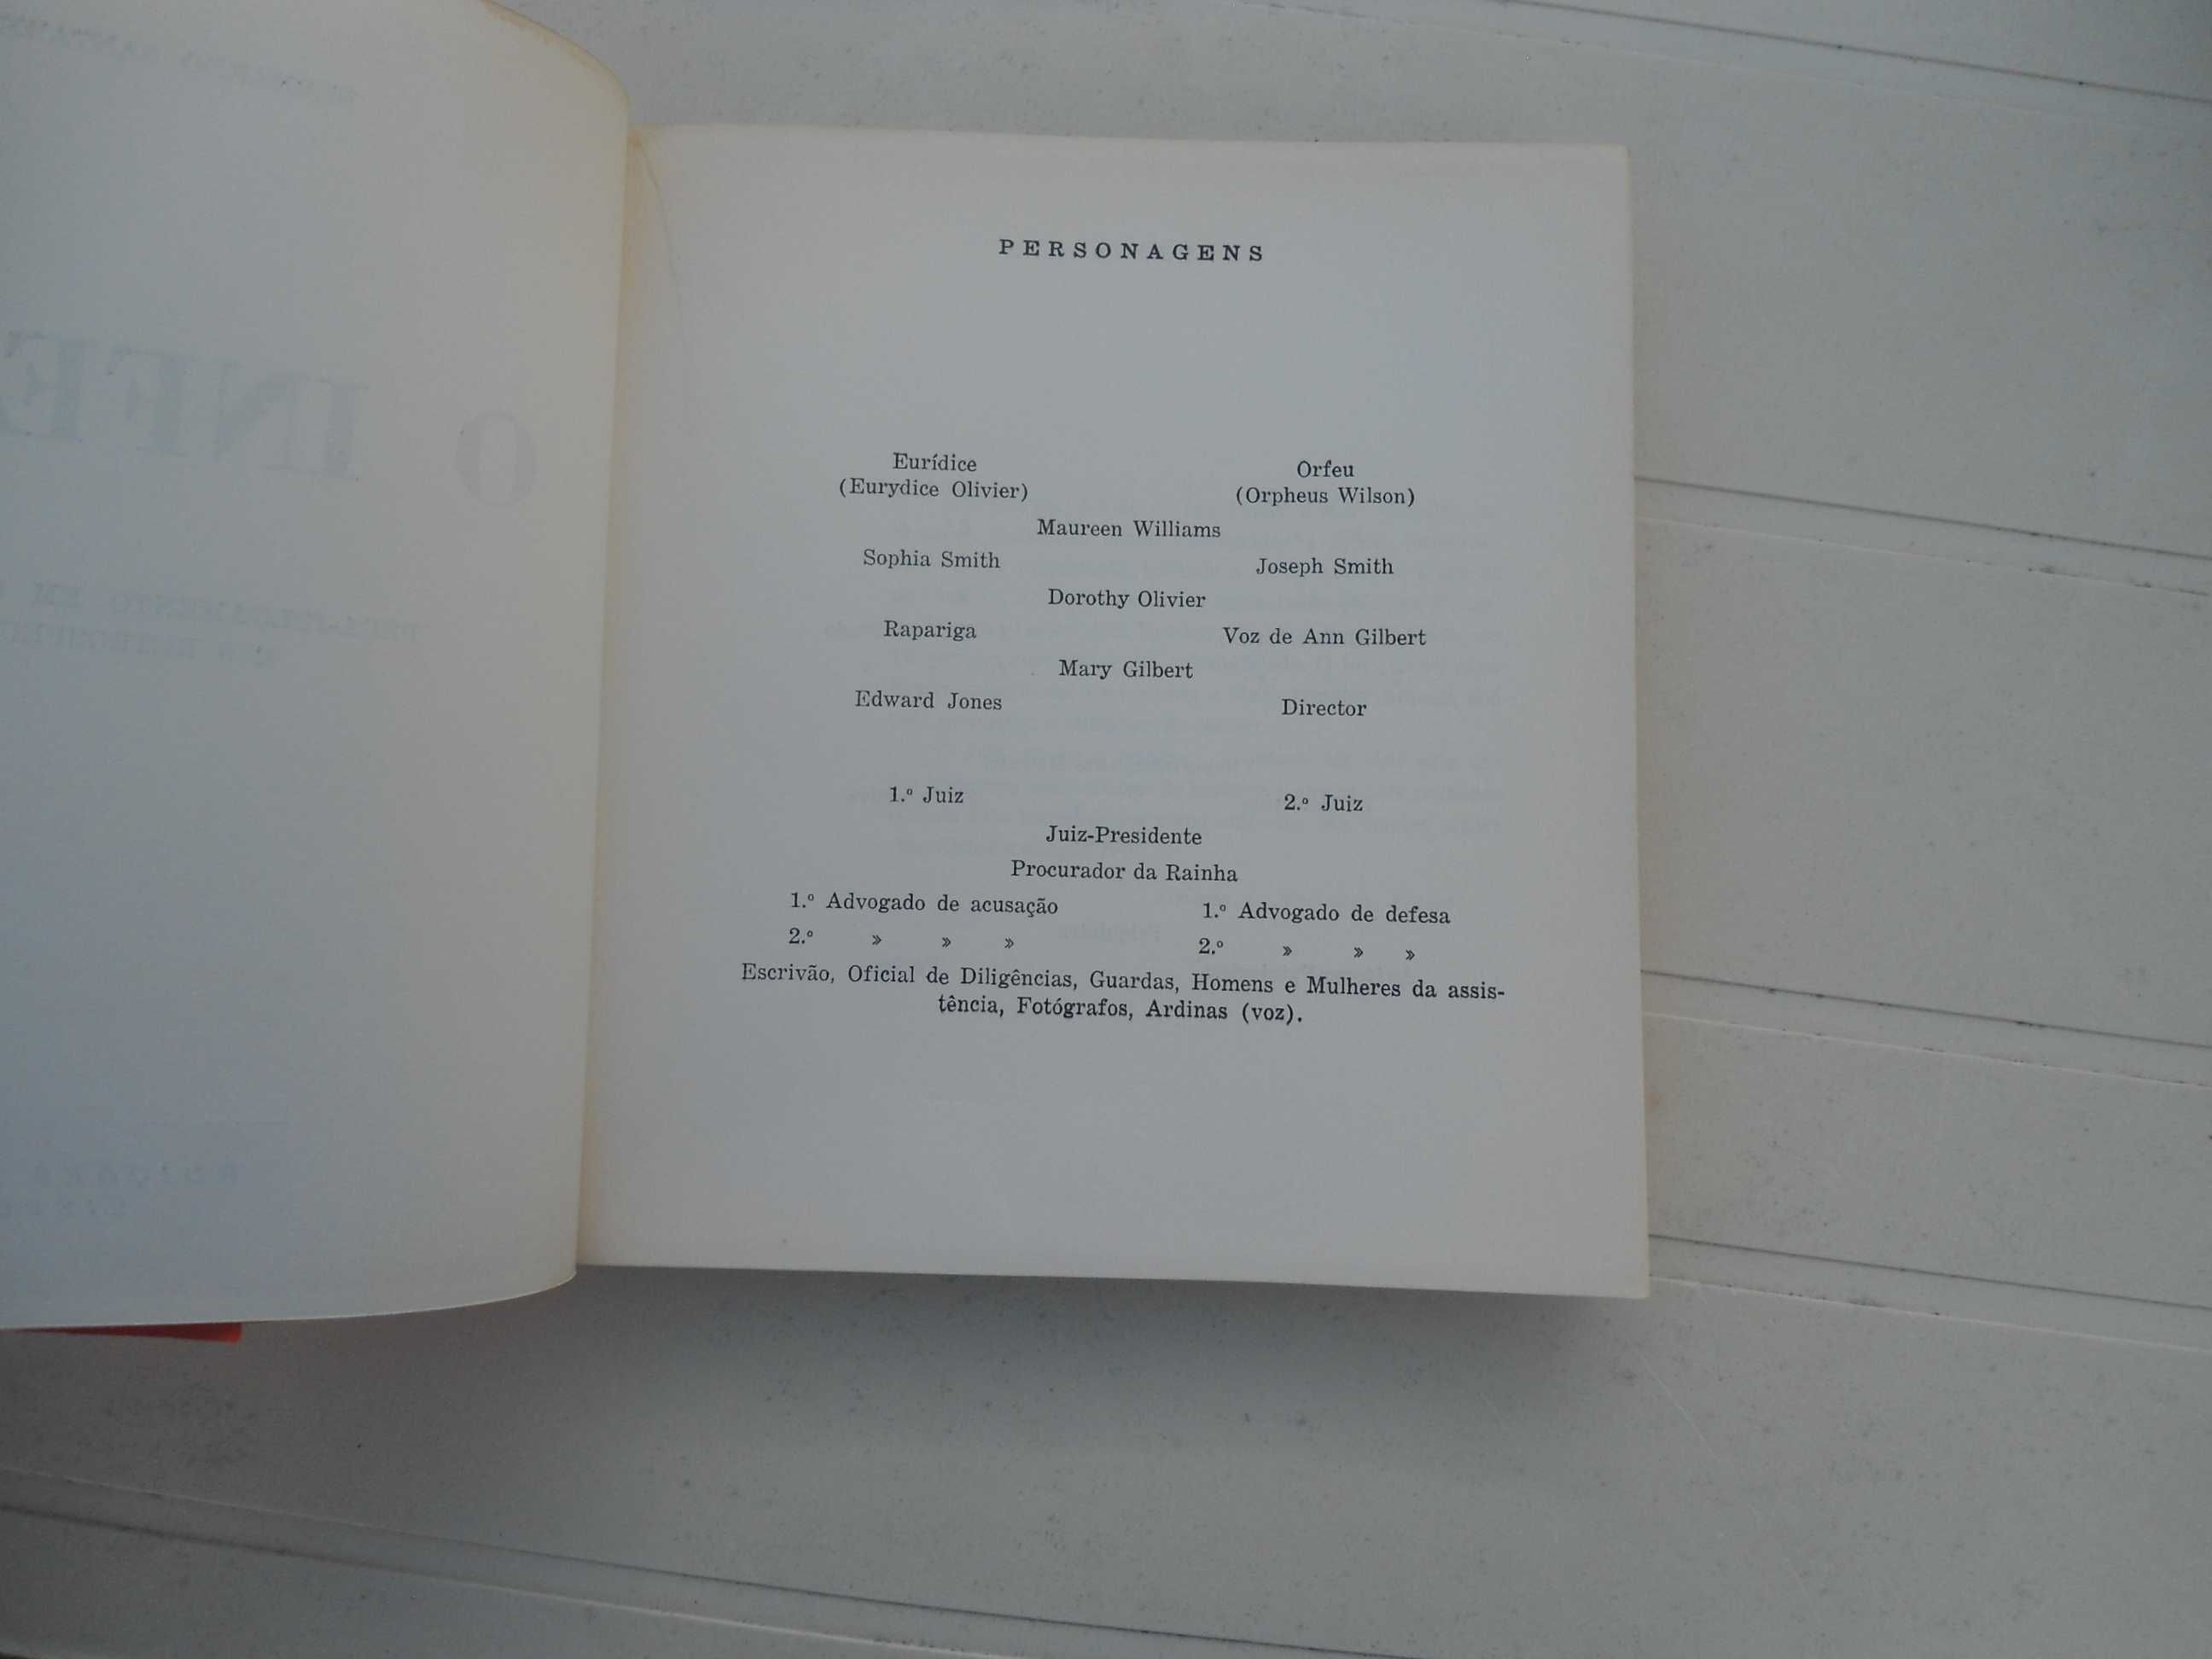 PERSONAGENS
Eurídice Orfeu
(Eurydice Olivier) (Orpheus Wilson)
Maureen Williams
Sophia Smith Joseph Smith
Dorothy Olivier
Rapariga Voz de Ann Gilbert
Mary Gilbert
Edward Jones Director
1.º Juiz 2.º Juiz
Juiz-Presidente
Procurador da Rainha
1.º Advogado de acusação 1.º Advogado de defesa
2.º » » » 2.º » » »
Escrivão, Oficial de Diligências, Guardas, Homens e Mulheres da assis-
tência, Fotógrafos, Ardinas (voz).